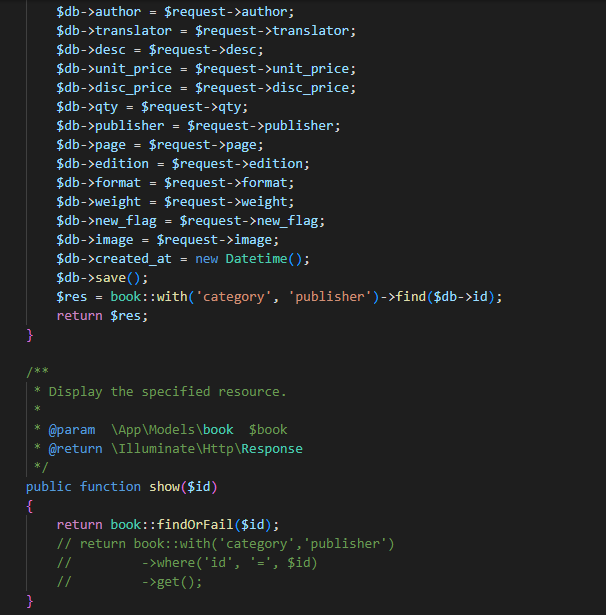 $db->author = $request->author;
$db->translator = $request->translator;
$db->desc = $request->desc;
$db->unit_price = $request->unit_price;
$db->disc_price = $request->disc_price;
$db->qty = $request->qty;
$db->publisher = $request->publisher;
$db->page = $request->page;
$db->edition = $request->edition;
$db->format = $request->format;
$db->weight = $request->weight;
$db->new_flag = $request->new_flag;
$db->image = $request->image;
$db->created_at = new Datetime();
$db->save();
$res = book::with('category', 'publisher')->find($db->id);
return $res;
}
/**
* Display the specified resource.
*
* @param  \App\Models\book  $book
* @return \Illuminate\Http\Response
*/
public function show($id)
{
return book::findOrFail($id);
// return book::with('category','publisher')
//         ->where('id', '=', $id)
//         ->get();
}